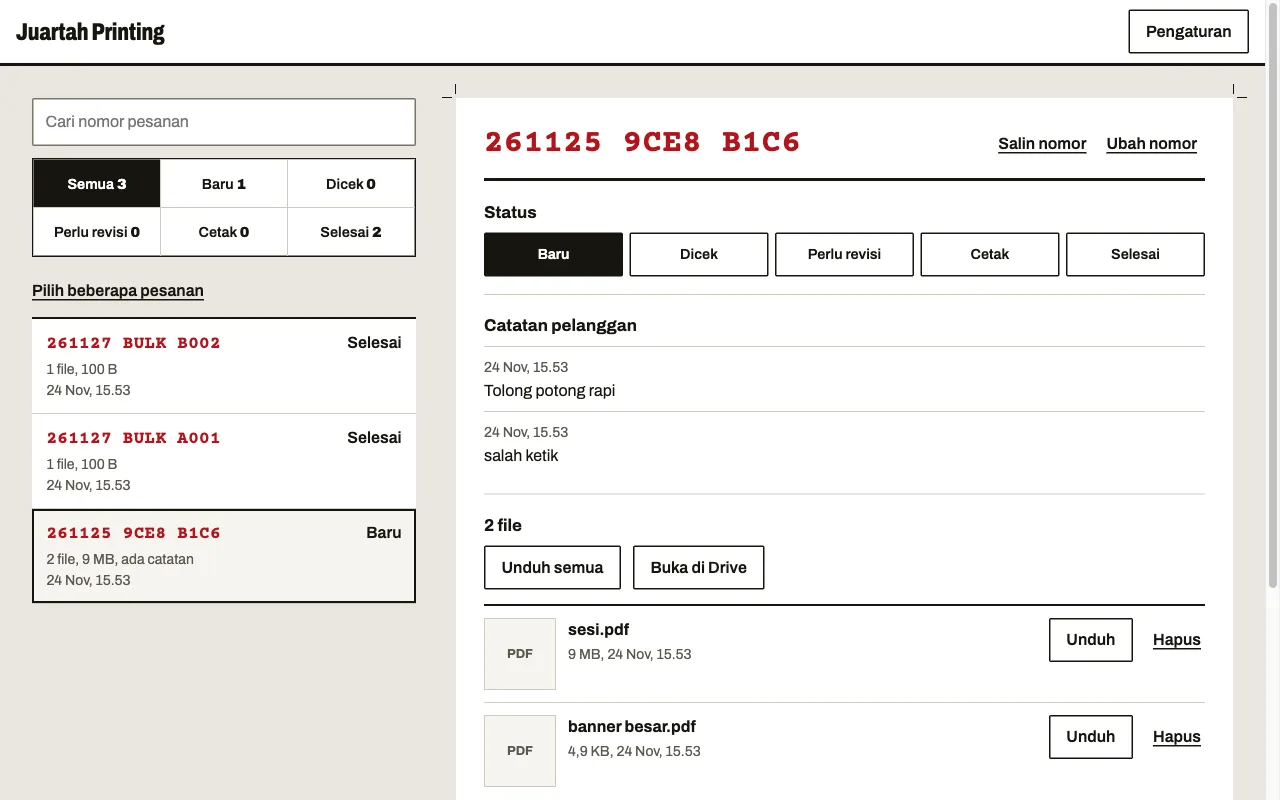 Juartah Printing
Pengaturan
Cari nomor pesanan
Semua 3
Baru 1
Dicek 0
Perlu revisi 0
Cetak 0
Selesai 2
Pilih beberapa pesanan
261127 BULK B002
Selesai
1 file, 100 B
24 Nov, 15.53
261127 BULK A001
Selesai
1 file, 100 B
24 Nov, 15.53
261125 9CE8 B1C6
Baru
2 file, 9 MB, ada catatan
24 Nov, 15.53
261125 9CE8 B1C6
Salin nomor
Ubah nomor
Status
Baru
Dicek
Perlu revisi
Cetak
Selesai
Catatan pelanggan
24 Nov, 15.53
Tolong potong rapi
24 Nov, 15.53
salah ketik
2 file
Unduh semua
Buka di Drive
PDF
sesi.pdf
9 MB, 24 Nov, 15.53
Unduh
Hapus
PDF
banner besar.pdf
4,9 KB, 24 Nov, 15.53
Unduh
Hapus